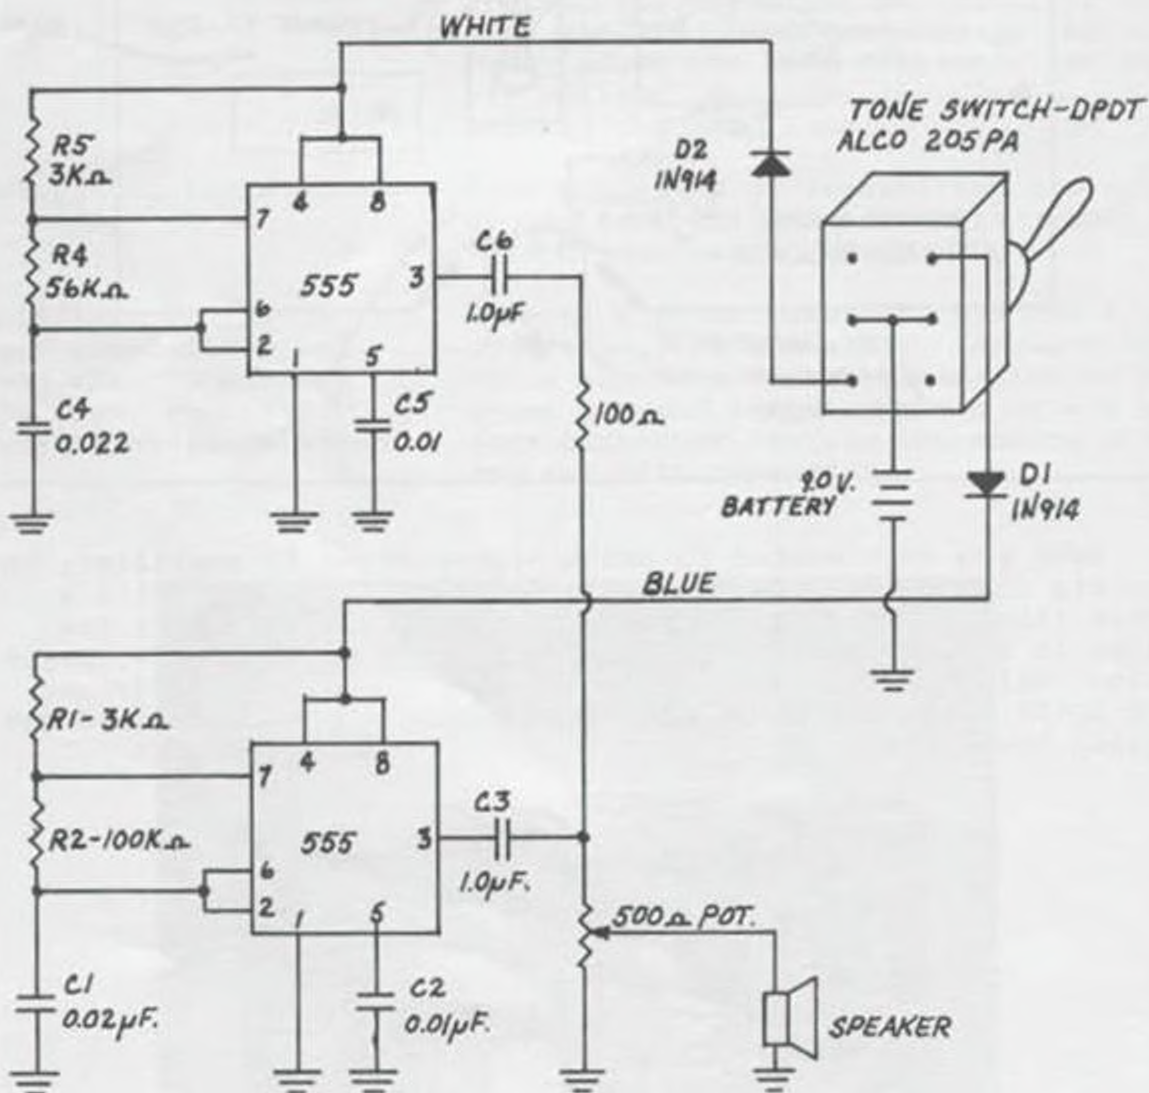 WHITE
TONE SWITCH-DPDT
ALCO 205PA
D2
1N914
R5
3KΩ
4
8
7
R4
56KΩ
555
3
C6
1.0µF
6
2
1
5
C4
0.022
C5
0.01
100Ω
9.0 V.
BATTERY
D1
1N914
BLUE
R1-3KΩ
4
8
7
R2-100KΩ
555
3
C3
1.0µF.
6
2
1
5
500Ω POT.
C1
0.02µF.
C2
0.01µF.
SPEAKER